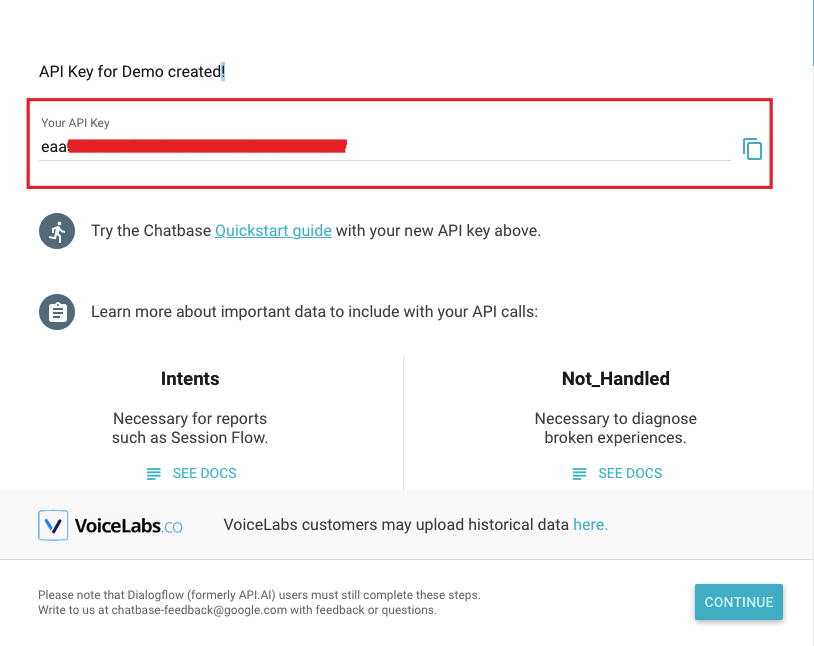 API Key for Demo created!
Your API Key
eaa
Try the Chatbase Quickstart guide with your new API key above.
Learn more about important data to include with your API calls:
Intents
Necessary for reports
such as Session Flow.
SEE DOCS
Not_Handled
Necessary to diagnose
broken experiences.
SEE DOCS
VoiceLabs.CO
VoiceLabs customers may upload historical data here.
Please note that Dialogflow (formerly API.AI) users must still complete these steps.
Write to us at chatbase-feedback@google.com with feedback or questions.
CONTINUE